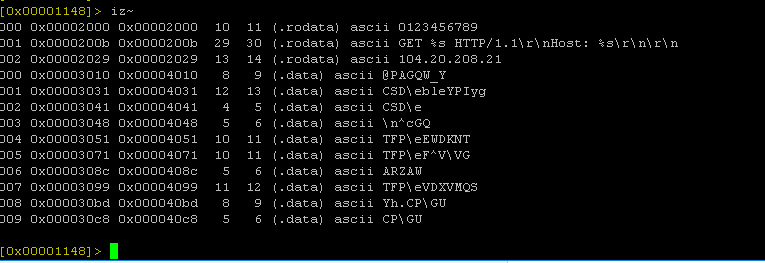 [0x00001148]> iz~
000 0x00002000 0x00002000 10 11 (.rodata) ascii 0123456789
001 0x0000200b 0x0000200b 29 30 (.rodata) ascii GET %s HTTP/1.1\r\nHost: %s\r\n\r\n
002 0x00002029 0x00002029 13 14 (.rodata) ascii 104.20.208.21
000 0x00003010 0x00004010 8 9 (.data) ascii @PAGQW_Y
001 0x00003031 0x00004031 12 13 (.data) ascii CSD\ebleYPIyg
002 0x00003041 0x00004041 4 5 (.data) ascii CSD\e
003 0x00003048 0x00004048 5 6 (.data) ascii \n^cGQ
004 0x00003051 0x00004051 10 11 (.data) ascii TFP\eEWDKNT
005 0x00003071 0x00004071 10 11 (.data) ascii TFP\eF^V\VG
006 0x0000308c 0x0000408c 5 6 (.data) ascii ARZAW
007 0x00003099 0x00004099 11 12 (.data) ascii TFP\eVDXVMQS
008 0x000030bd 0x000040bd 8 9 (.data) ascii Yh.CP\GU
009 0x000030c8 0x000040c8 5 6 (.data) ascii CP\GU
[0x00001148]>